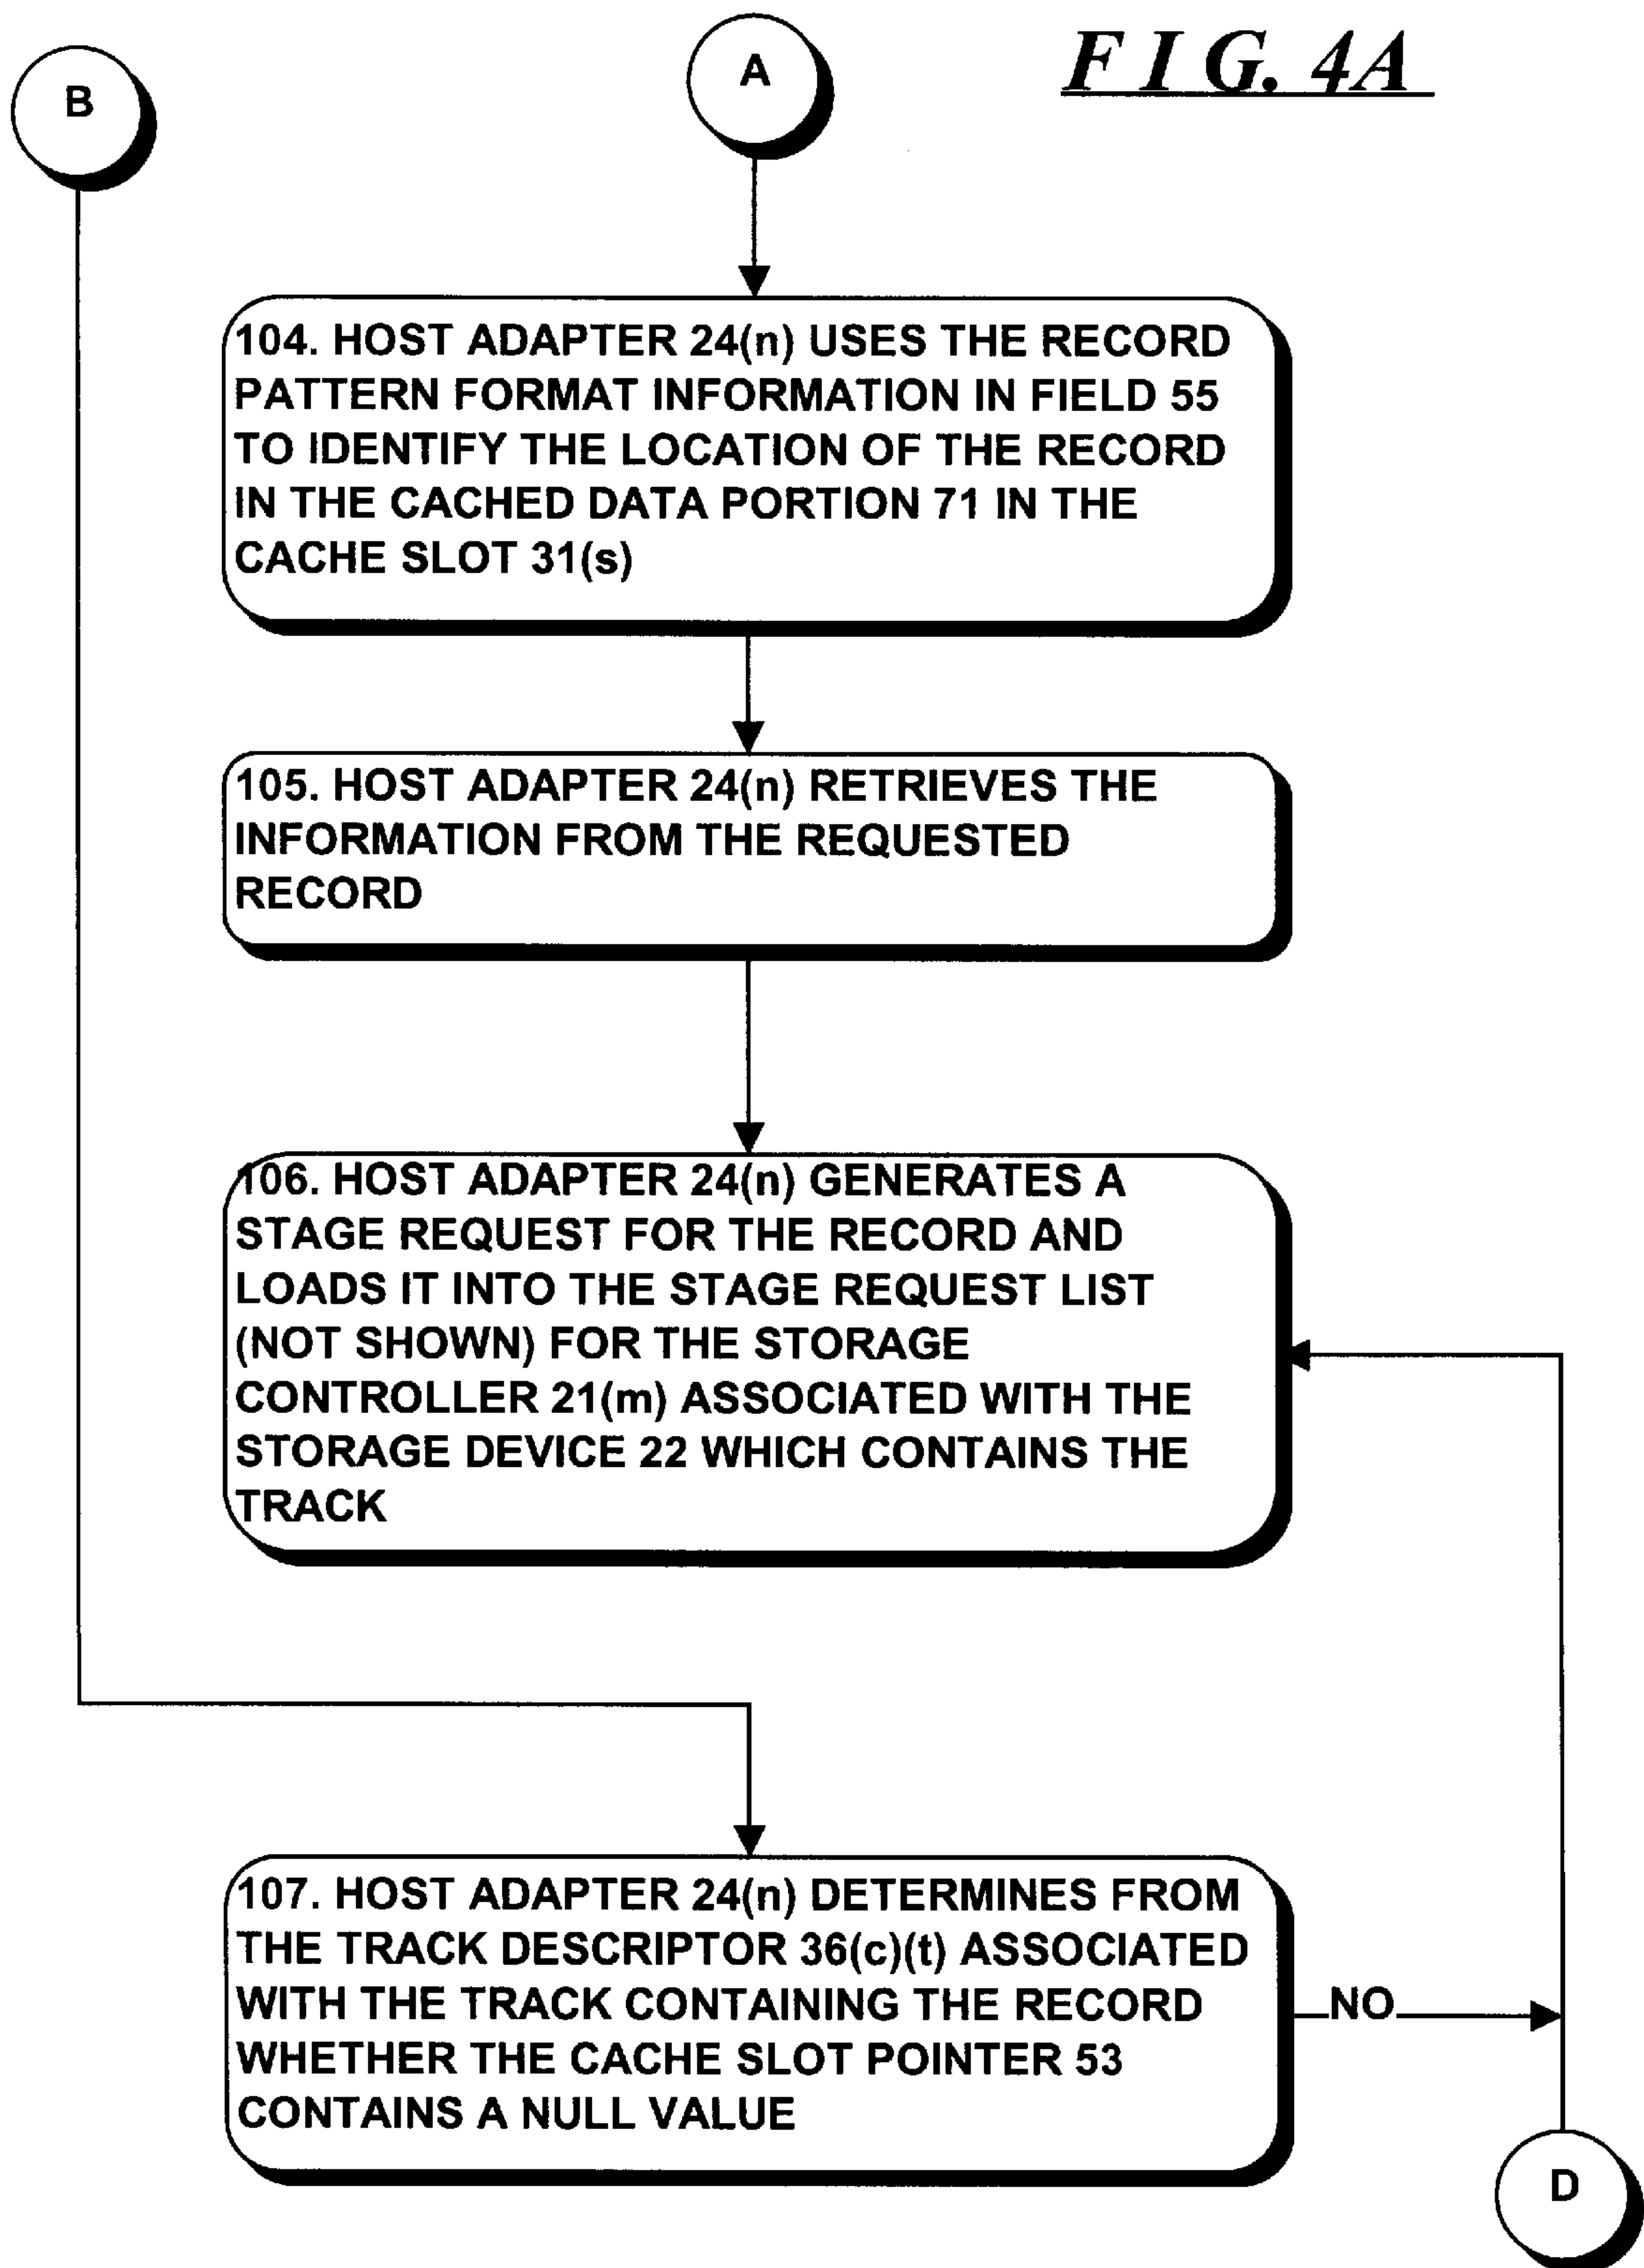 FIG. 4A
B
A
104. HOST ADAPTER 24(n) USES THE RECORD
PATTERN FORMAT INFORMATION IN FIELD 55
TO IDENTIFY THE LOCATION OF THE RECORD
IN THE CACHED DATA PORTION 71 IN THE
CACHE SLOT 31(s)
105. HOST ADAPTER 24(n) RETRIEVES THE
INFORMATION FROM THE REQUESTED
RECORD
106. HOST ADAPTER 24(n) GENERATES A
STAGE REQUEST FOR THE RECORD AND
LOADS IT INTO THE STAGE REQUEST LIST
(NOT SHOWN) FOR THE STORAGE
CONTROLLER 21(m) ASSOCIATED WITH THE
STORAGE DEVICE 22 WHICH CONTAINS THE
TRACK
107. HOST ADAPTER 24(n) DETERMINES FROM
THE TRACK DESCRIPTOR 36(c)(t) ASSOCIATED
WITH THE TRACK CONTAINING THE RECORD
WHETHER THE CACHE SLOT POINTER 53
CONTAINS A NULL VALUE
NO
D